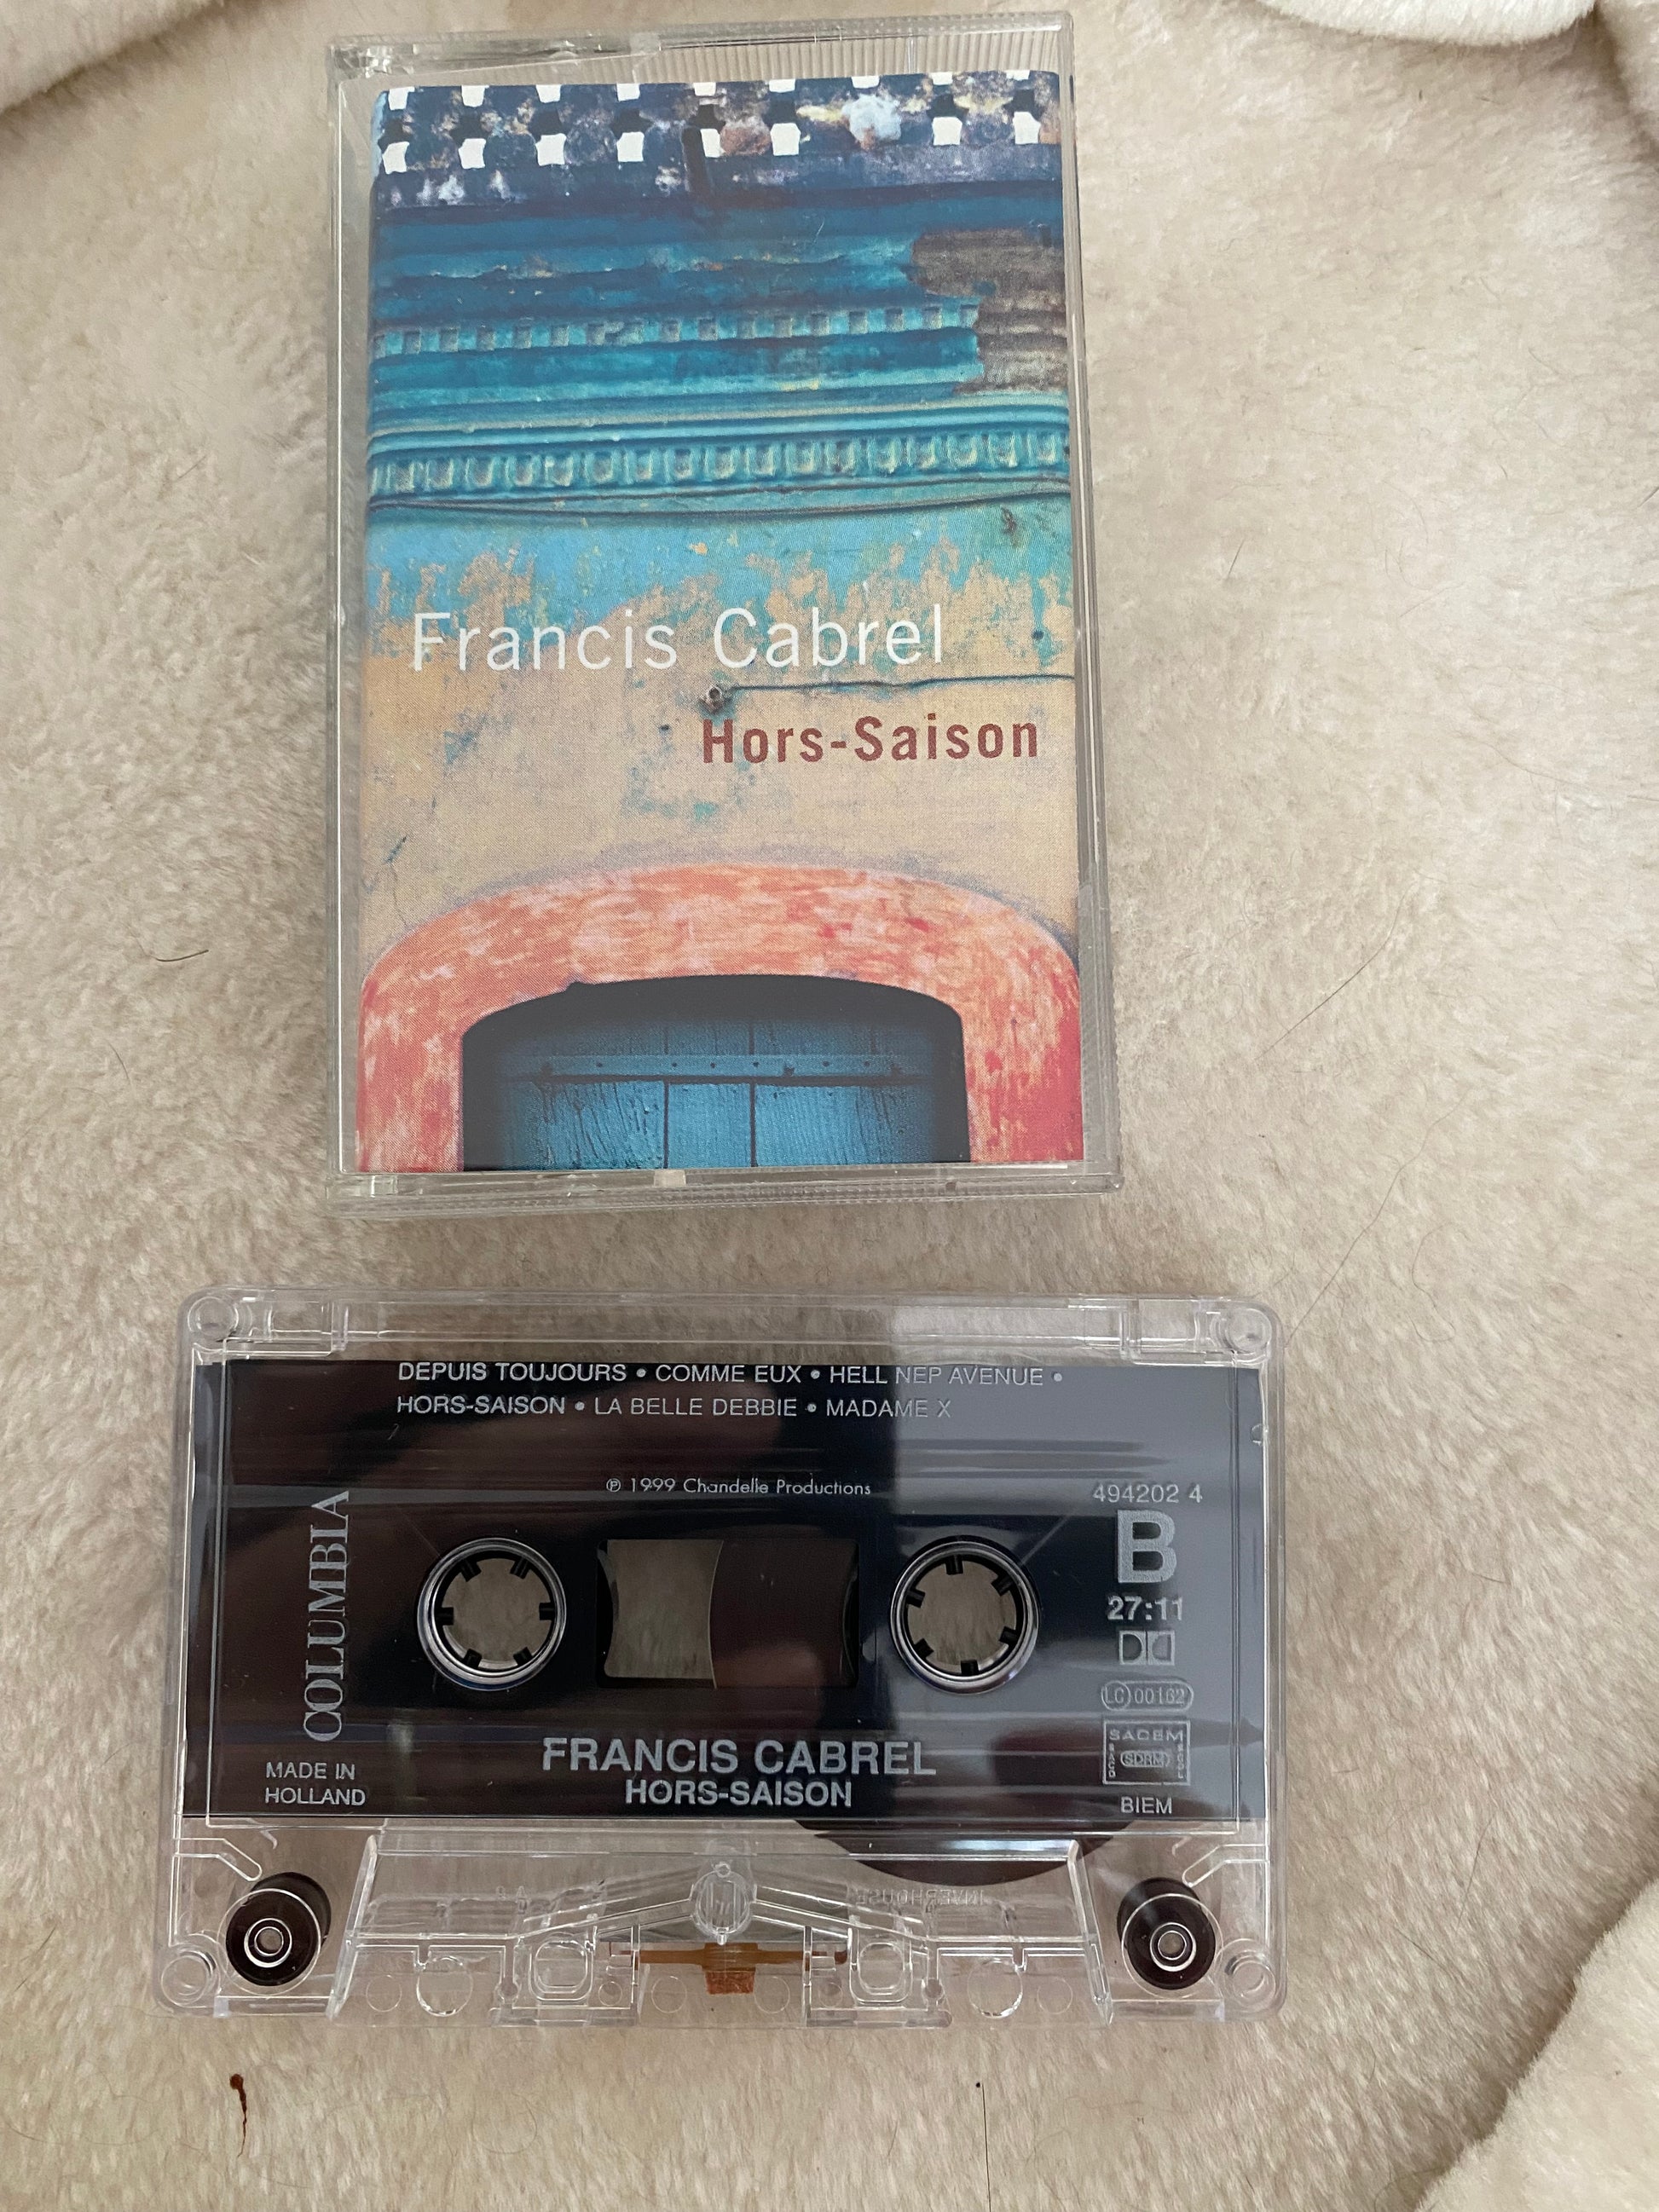 Francis Cabrel
Hors-Saison
DEPUIS TOUJOURS • COMME EUX • HELL NEP AVENUE •
HORS-SAISON • LA BELLE DEBBIE • MADAME X
℗ 1999 Chandelle Productions
494202 4
B
27:11
COLUMBIA
LC 00162
SACEM
SDRM
FRANCIS CABREL
HORS-SAISON
MADE IN
HOLLAND
BIEM